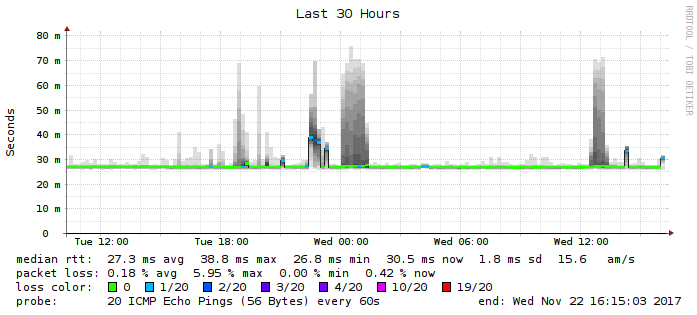 Last 30 Hours
RRDTOOL / TOBI OETIKER
Seconds
80 m
70 m
60 m
50 m
40 m
30 m
20 m
10 m
0
Tue 12:00 Tue 18:00 Wed 00:00 Wed 06:00 Wed 12:00
median rtt: 27.3 ms avg 38.8 ms max 26.8 ms min 30.5 ms now 1.8 ms sd 15.6 am/s
packet loss: 0.18 % avg 5.95 % max 0.00 % min 0.42 % now
loss color: 0 1/20 2/20 3/20 4/20 10/20 19/20
probe: 20 ICMP Echo Pings (56 Bytes) every 60s end: Wed Nov 22 16:15:03 2017